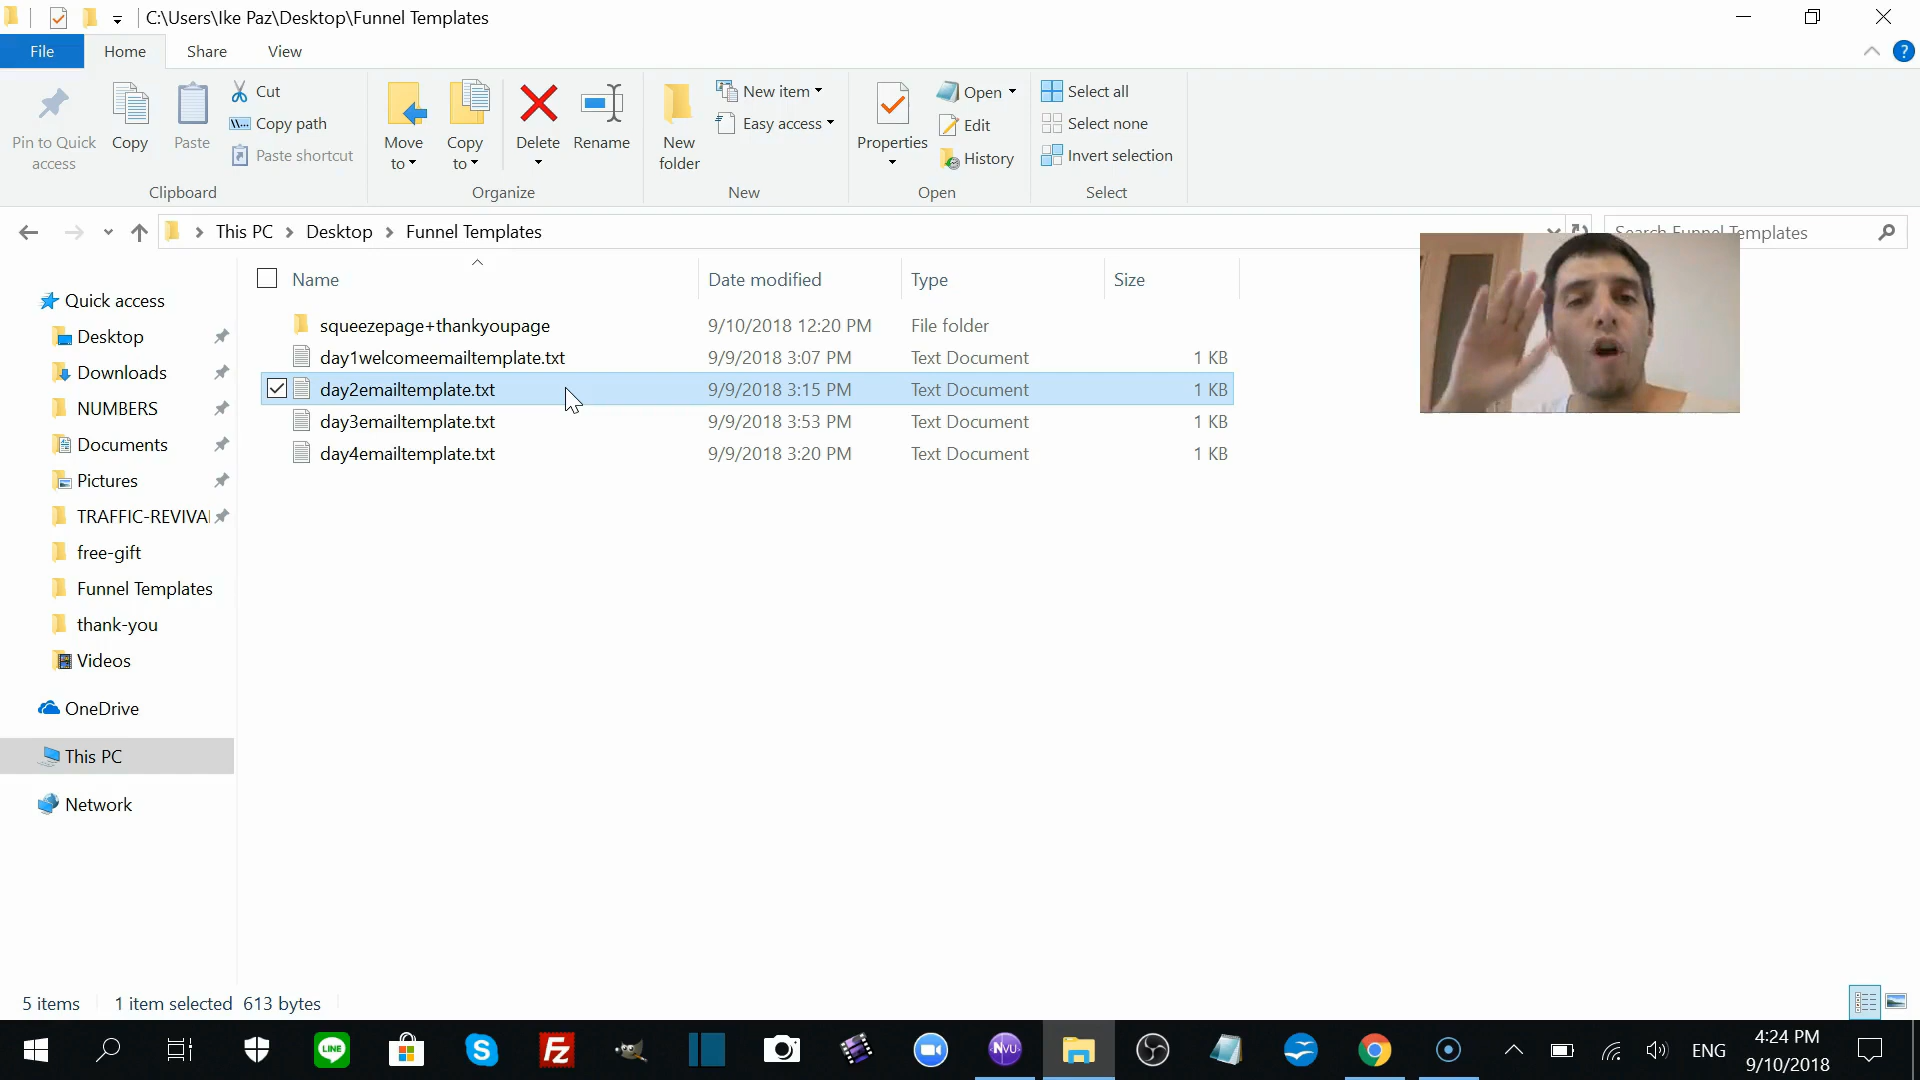 C:\Users\Ike Paz\Desktop\Funnel Templates
File Home Share View ?
Pin to Quick access
Copy
Paste
Cut
Copy path
Paste shortcut
Clipboard
Move to
Copy to
Delete
Rename
Organize
New folder
New item
Easy access
New
Properties
Open
Edit
History
Open
Select all
Select none
Invert selection
Select
This PC > Desktop > Funnel Templates
Search Funnel Templates
Name Date modified Type Size
squeezepage+thankyoupage 9/10/2018 12:20 PM File folder
day1welcomeemailtemplate.txt 9/9/2018 3:07 PM Text Document 1 KB
day2emailtemplate.txt 9/9/2018 3:15 PM Text Document 1 KB
day3emailtemplate.txt 9/9/2018 3:53 PM Text Document 1 KB
day4emailtemplate.txt 9/9/2018 3:20 PM Text Document 1 KB
Quick access
Desktop
Downloads
NUMBERS
Documents
Pictures
TRAFFIC-REVIVAL
free-gift
Funnel Templates
thank-you
Videos
OneDrive
This PC
Network
5 items 1 item selected 613 bytes
LINE
S
Fz
NVU
ENG
4:24 PM
9/10/2018